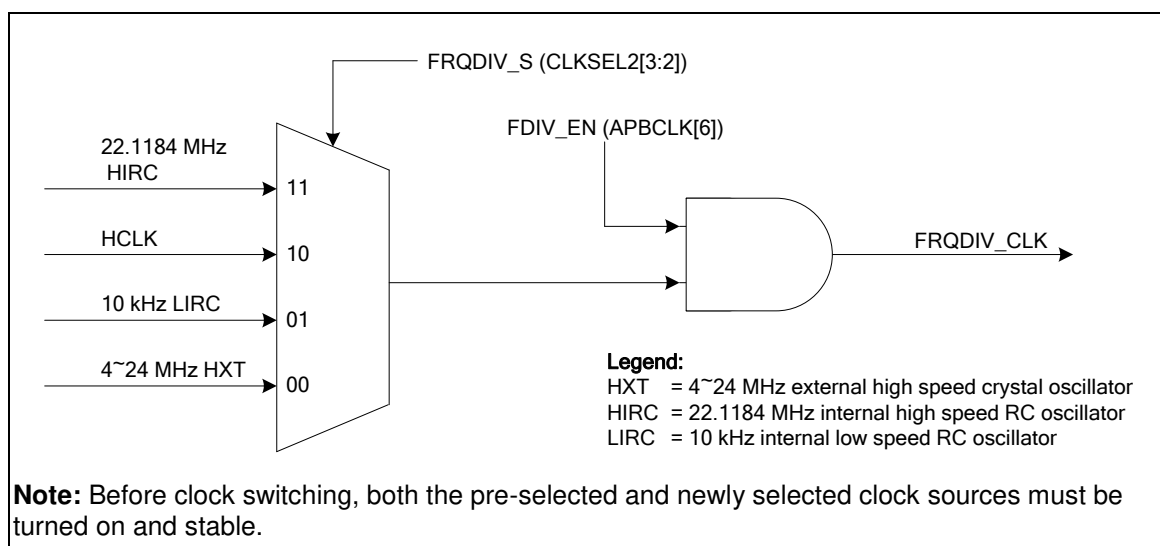 FRQDIV_S (CLKSEL2[3:2])
FDIV_EN (APBCLK[6])
22.1184 MHz
HIRC
11
HCLK
10
FRQDIV_CLK
10 kHz LIRC
01
4~24 MHz HXT
00
Legend:
HXT = 4~24 MHz external high speed crystal oscillator
HIRC = 22.1184 MHz internal high speed RC oscillator
LIRC = 10 kHz internal low speed RC oscillator
Note: Before clock switching, both the pre-selected and newly selected clock sources must be
turned on and stable.